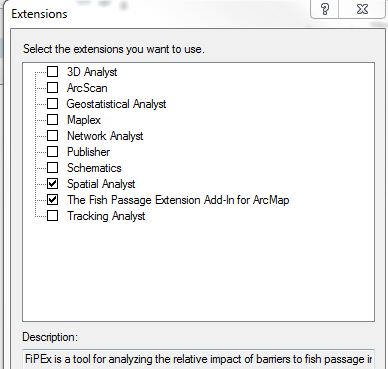 Extensions
Select the extensions you want to use.
3D Analyst
ArcScan
Geostatistical Analyst
Maplex
Network Analyst
Publisher
Schematics
Spatial Analyst
The Fish Passage Extension Add-In for ArcMap
Tracking Analyst
Description:
FiPEx is a tool for analyzing the relative impact of barriers to fish passage